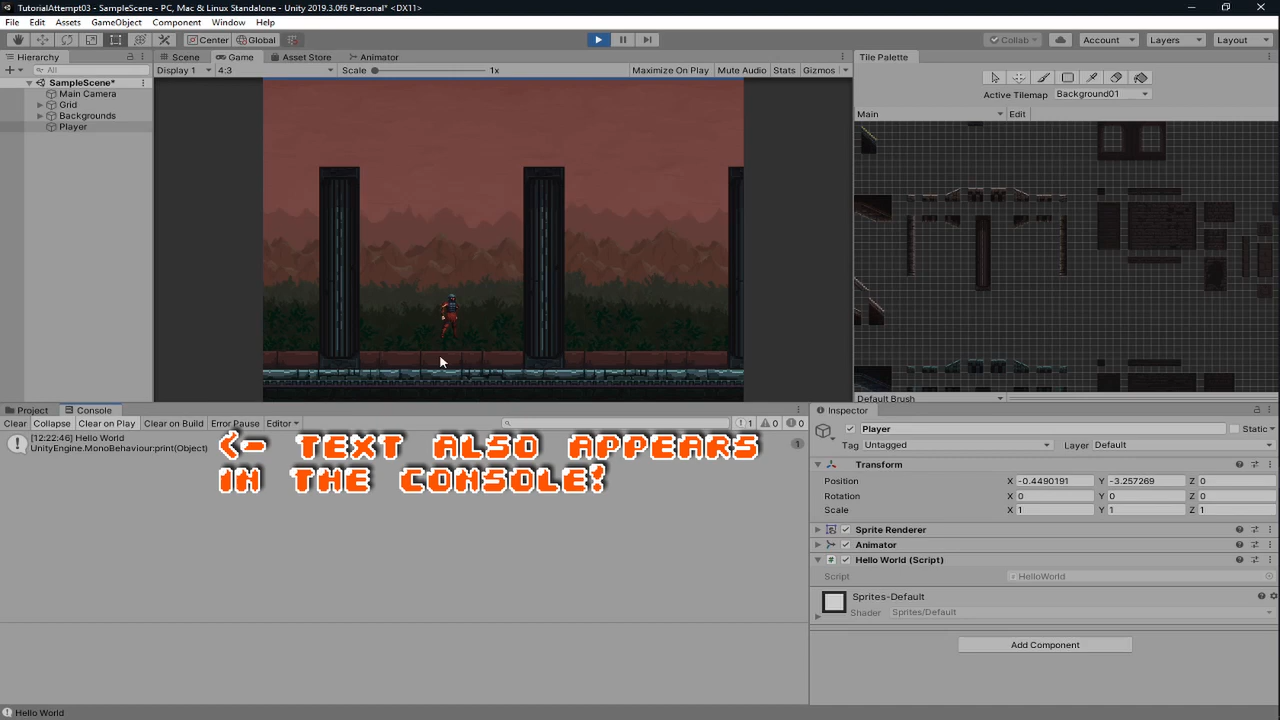 TutorialAttempt03 - SampleScene - PC, Mac & Linux Standalone - Unity 2019.3.0f6 Personal* <DX11>
File Edit Assets GameObject Component Window Help
Center Global Collab Account Layers Layout
Hierarchy Scene Game Asset Store Animator Tile Palette
All Display 1 4:3 Scale 1x Maximize On Play Mute Audio Stats Gizmos
SampleScene*
Main Camera
Grid
Backgrounds
Player
Active Tilemap Background01
Main Edit
Default Brush
Project Console
Clear Collapse Clear on Play Clear on Build Error Pause Editor 1 0 0
[12:22:46] Hello World
UnityEngine.MonoBehaviour:print(Object)
1
<- TEXT ALSO APPEARS
IN THE CONSOLE!
Inspector
Player Static
Tag Untagged Layer Default
Transform
Position X -0.4490191 Y -3.257269 Z 0
Rotation X 0 Y 0 Z 0
Scale X 1 Y 1 Z 1
Sprite Renderer
Animator
Hello World (Script)
Script HelloWorld
Sprites-Default
Shader Sprites/Default
Add Component
Hello World